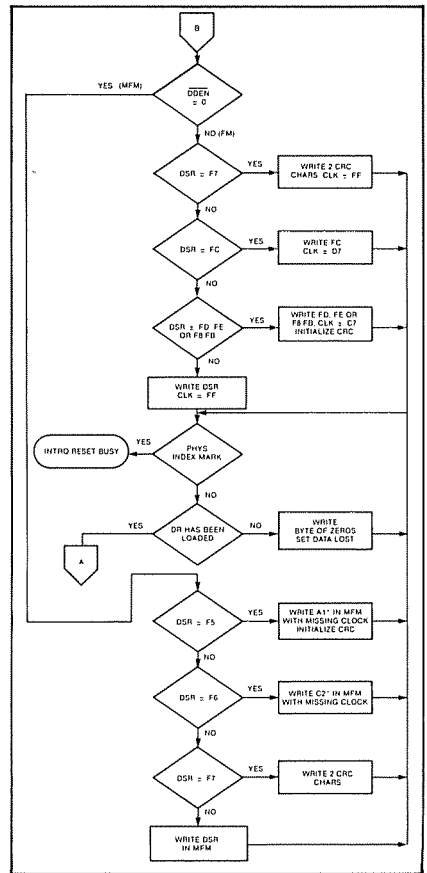 B
YES (MFM)
DDEN
= 0
NO (FM)
DSR = F7
YES
WRITE 2 CRC
CHARS CLK = FF
NO
DSR = FC
YES
WRITE FC
CLK = D7
NO
DSR = FD, FE
OR F8-FB
YES
WRITE FD, FE OR
F8-FB, CLK = C7
INITIALIZE CRC
NO
WRITE DSR
CLK = FF
PHYS
INDEX MARK
YES
INTRQ RESET BUSY
NO
DR HAS BEEN
LOADED
YES
A
NO
WRITE
BYTE OF ZEROS
SET DATA LOST
DSR = F5
YES
WRITE A1* IN MFM
WITH MISSING CLOCK
INITIALIZE CRC
NO
DSR = F6
YES
WRITE C2* IN MFM
WITH MISSING CLOCK
NO
DSR = F7
YES
WRITE 2 CRC
CHARS
NO
WRITE DSR
IN MFM